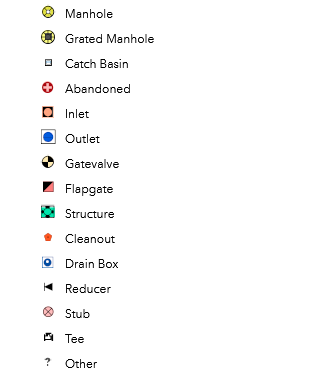 Manhole
Grated Manhole
Catch Basin
Abandoned
Inlet
Outlet
Gatevalve
Flapgate
Structure
Cleanout
Drain Box
Reducer
Stub
Tee
? Other